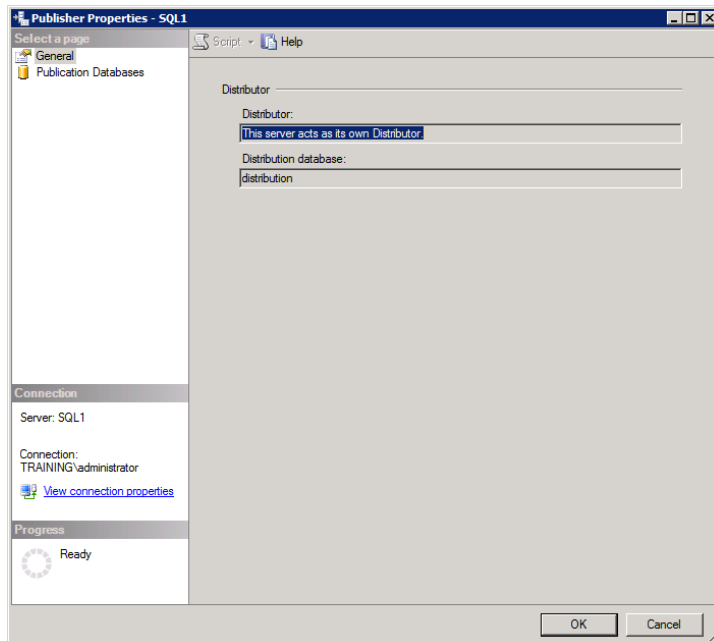 Publisher Properties - SQL1
Select a page
General
Publication Databases
Script
Help
Distributor
Distributor:
This server acts as its own Distributor.
Distribution database:
distribution
Connection
Server: SQL1
Connection:
TRAINING\administrator
View connection properties
Progress
Ready
OK
Cancel